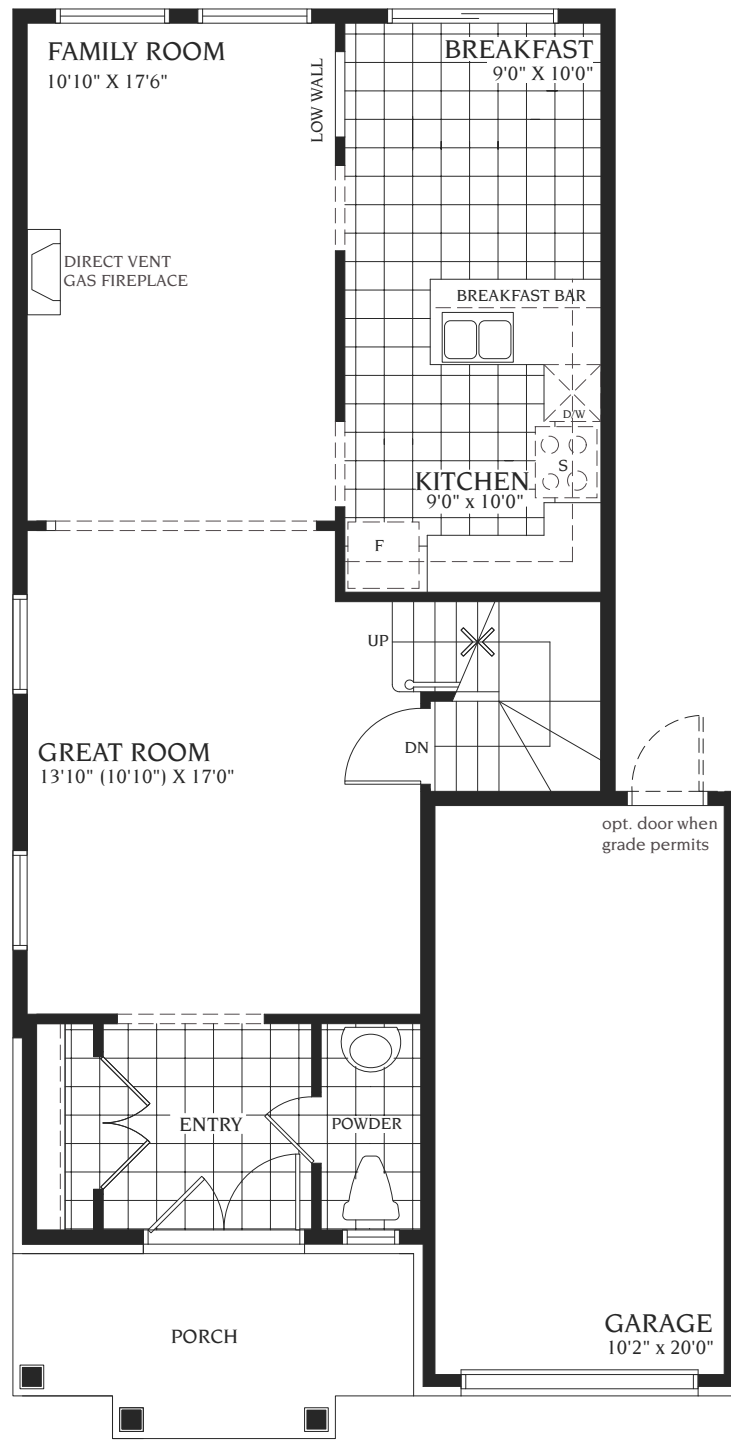 FAMILY ROOM
10'10" X 17'6"
LOW WALL
BREAKFAST
9'0" X 10'0"
DIRECT VENT
GAS FIREPLACE
BREAKFAST BAR
D/W
S
KITCHEN
9'0" x 10'0"
F
UP
DN
GREAT ROOM
13'10" (10'10") X 17'0"
opt. door when
grade permits
ENTRY
POWDER
PORCH
GARAGE
10'2" x 20'0"